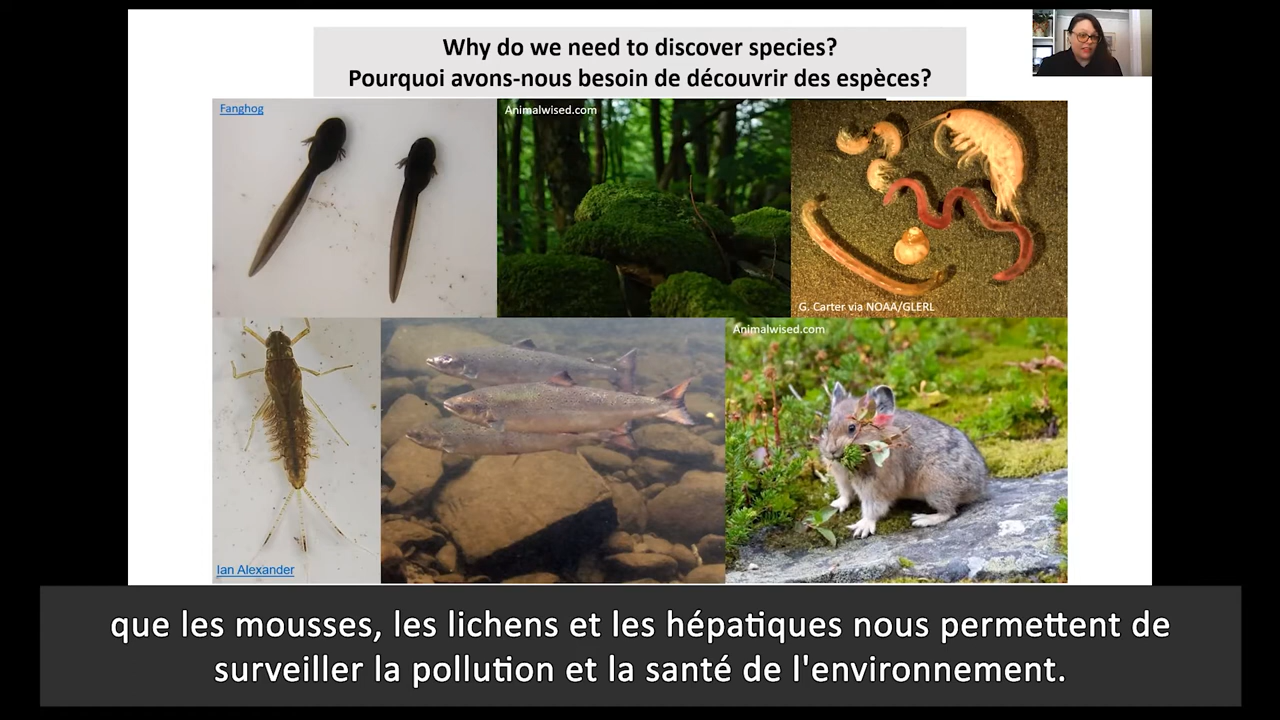 Why do we need to discover species?
Pourquoi avons-nous besoin de découvrir des espèces?
Fanghog
Animalwised.com
G. Carter via NOAA/GLERL
Animalwised.com
Ian Alexander
que les mousses, les lichens et les hépatiques nous permettent de
surveiller la pollution et la santé de l'environnement.